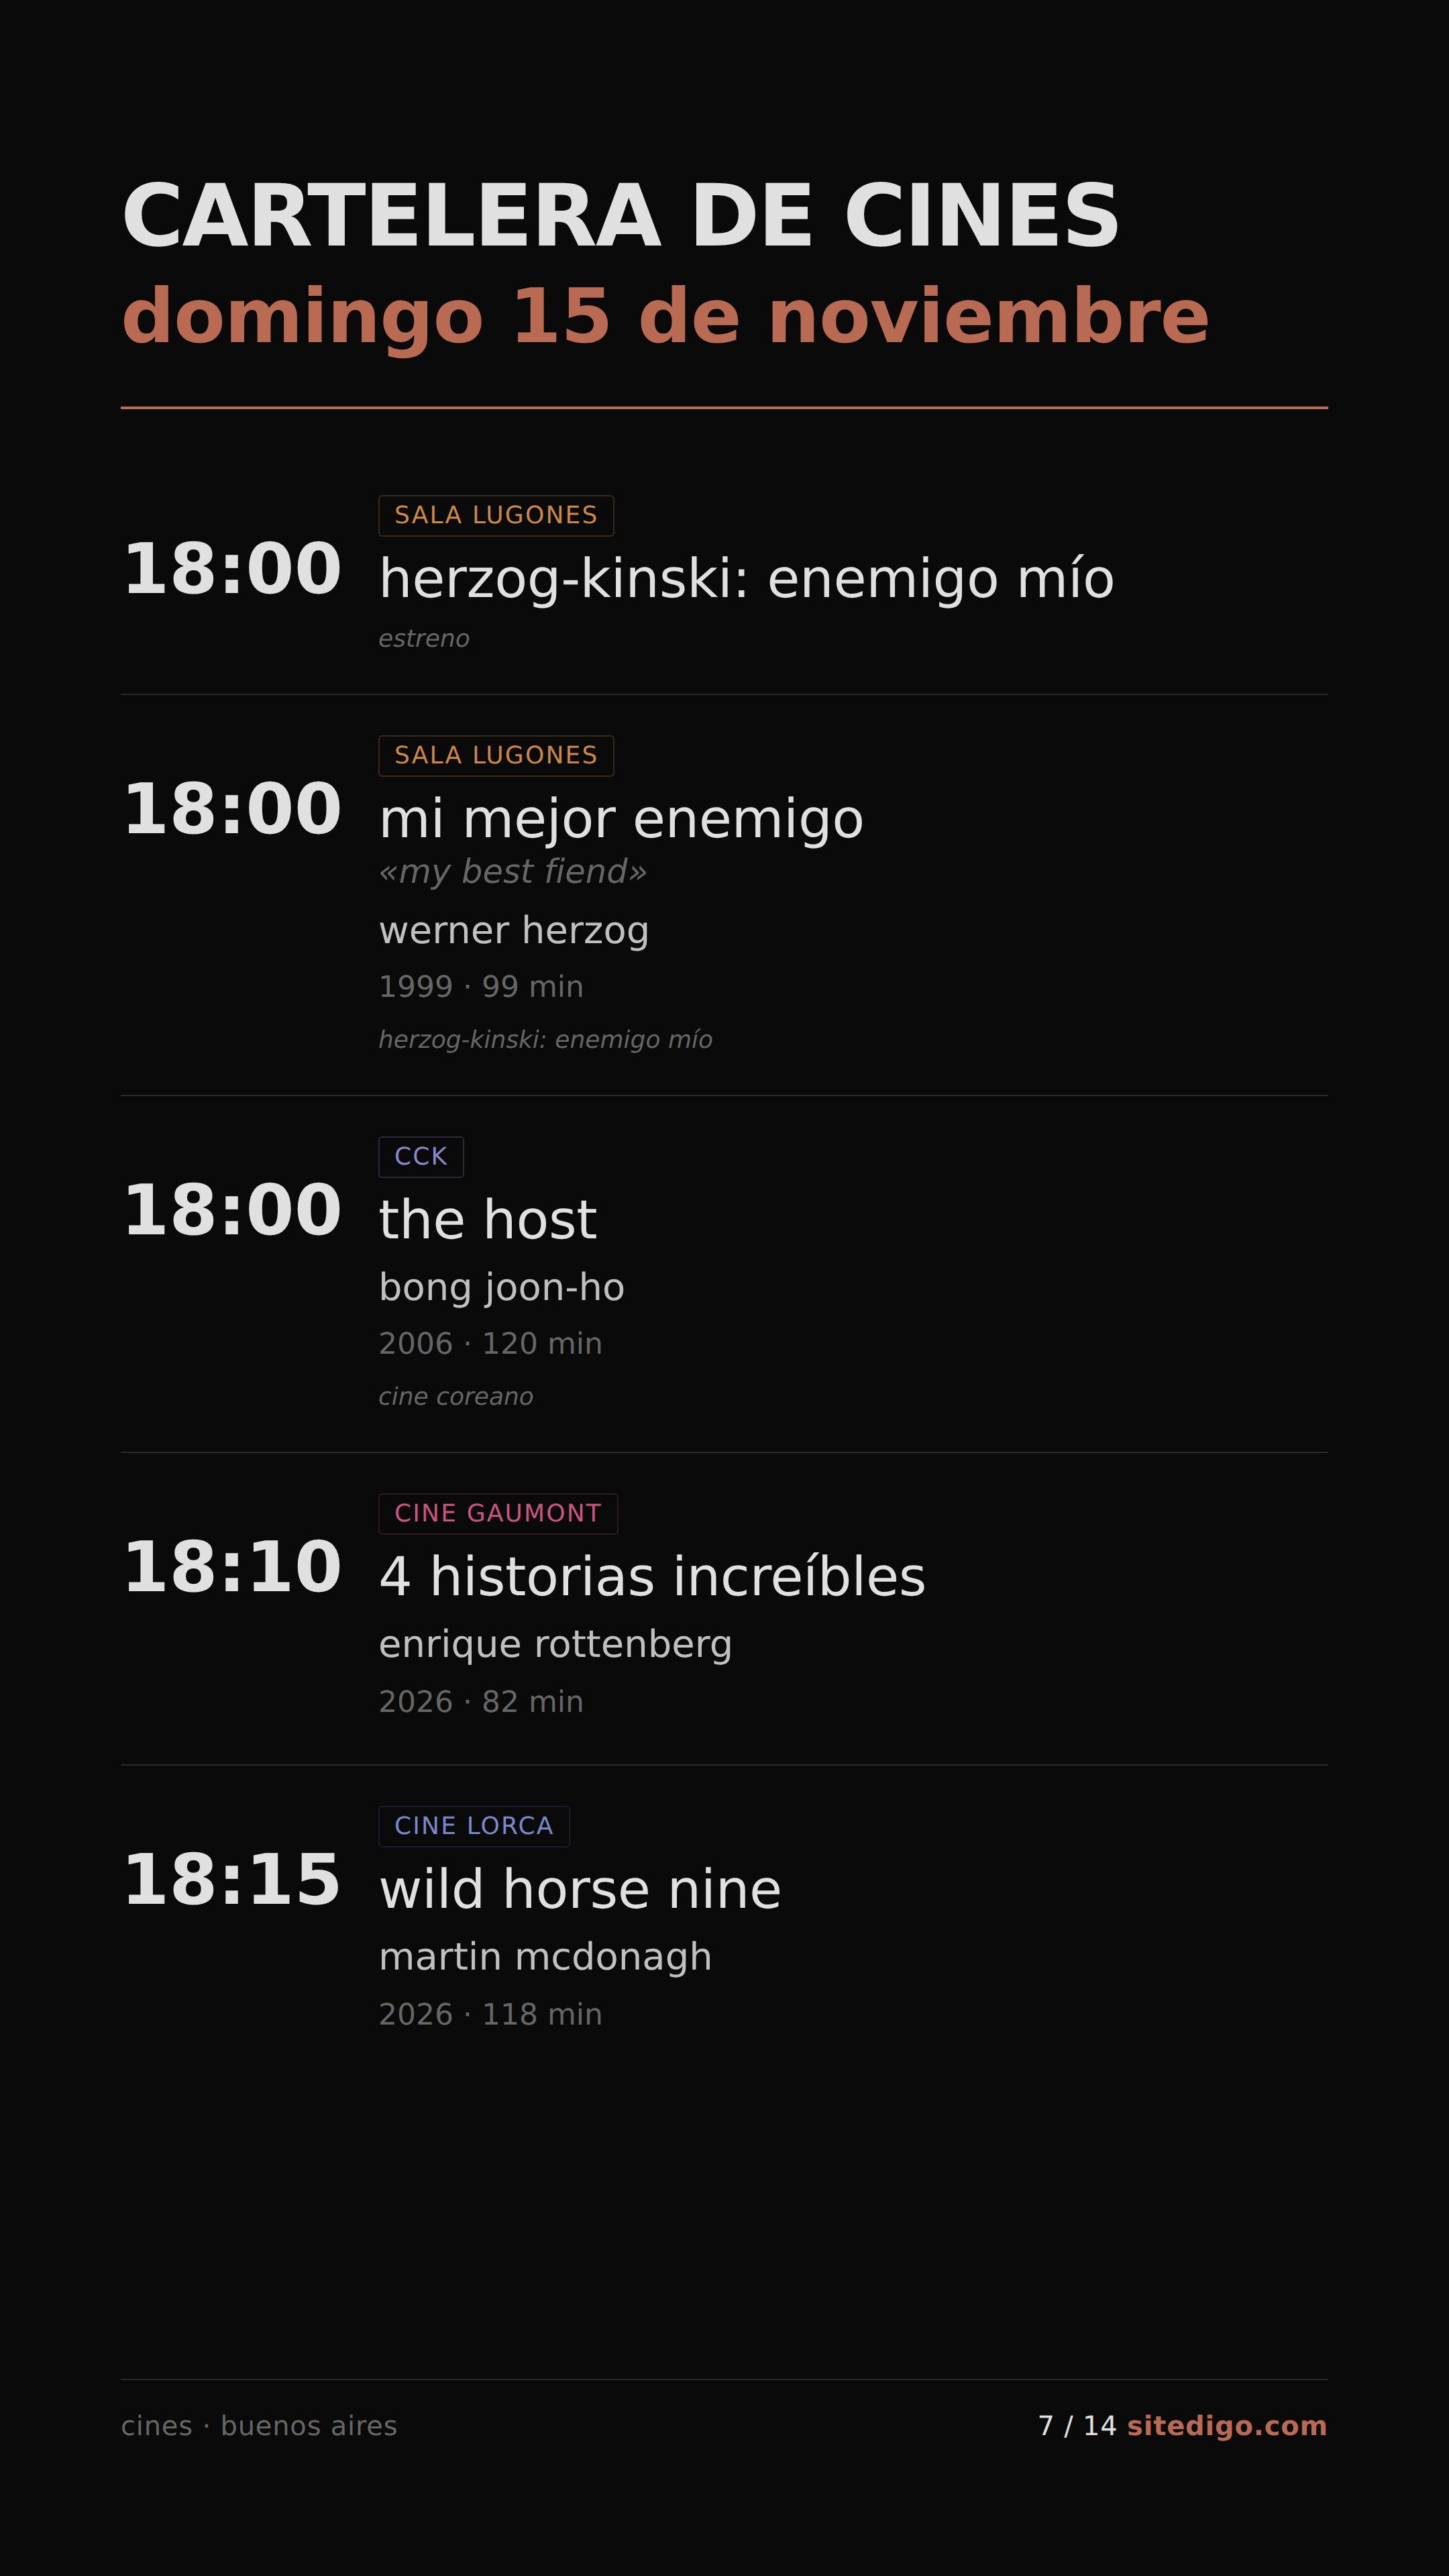 CARTELERA DE CINES
domingo 15 de noviembre
SALA LUGONES
18:00 herzog-kinski: enemigo mío
estreno
SALA LUGONES
18:00 mi mejor enemigo
«my best fiend»
werner herzog
1999 · 99 min
herzog-kinski: enemigo mío
CCK
18:00 the host
bong joon-ho
2006 · 120 min
cine coreano
CINE GAUMONT
18:10 4 historias increíbles
enrique rottenberg
2026 · 82 min
CINE LORCA
18:15 wild horse nine
martin mcdonagh
2026 · 118 min
cines · buenos aires 7 / 14 sitedigo.com